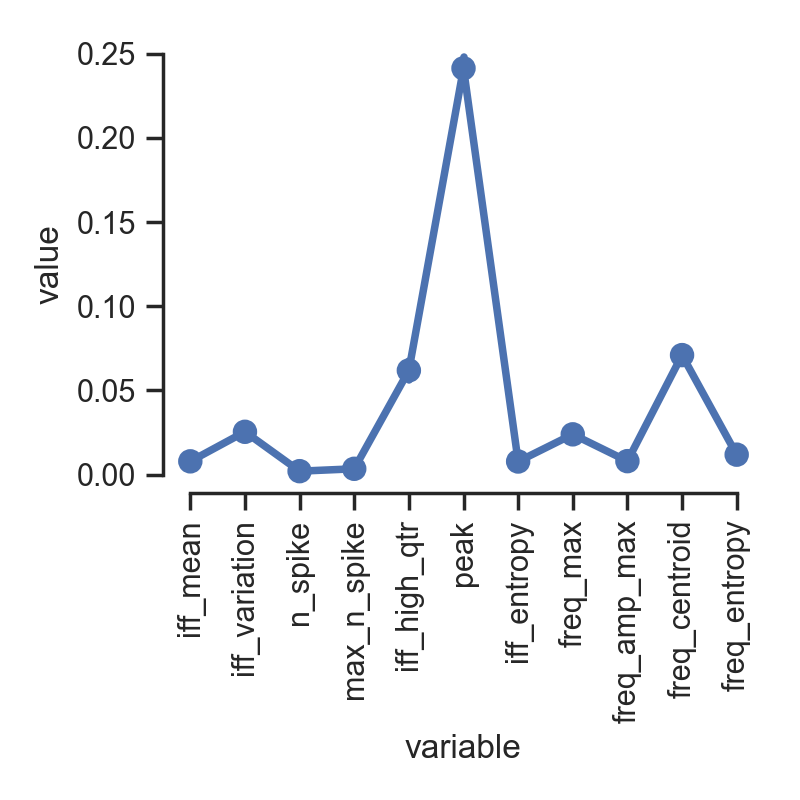 0.25
0.20
0.15
0.10
0.05
0.00
value
iff_mean
iff_variation
n_spike
max_n_spike
iff_high_qtr
peak
iff_entropy
freq_max
freq_amp_max
freq_centroid
freq_entropy
variable